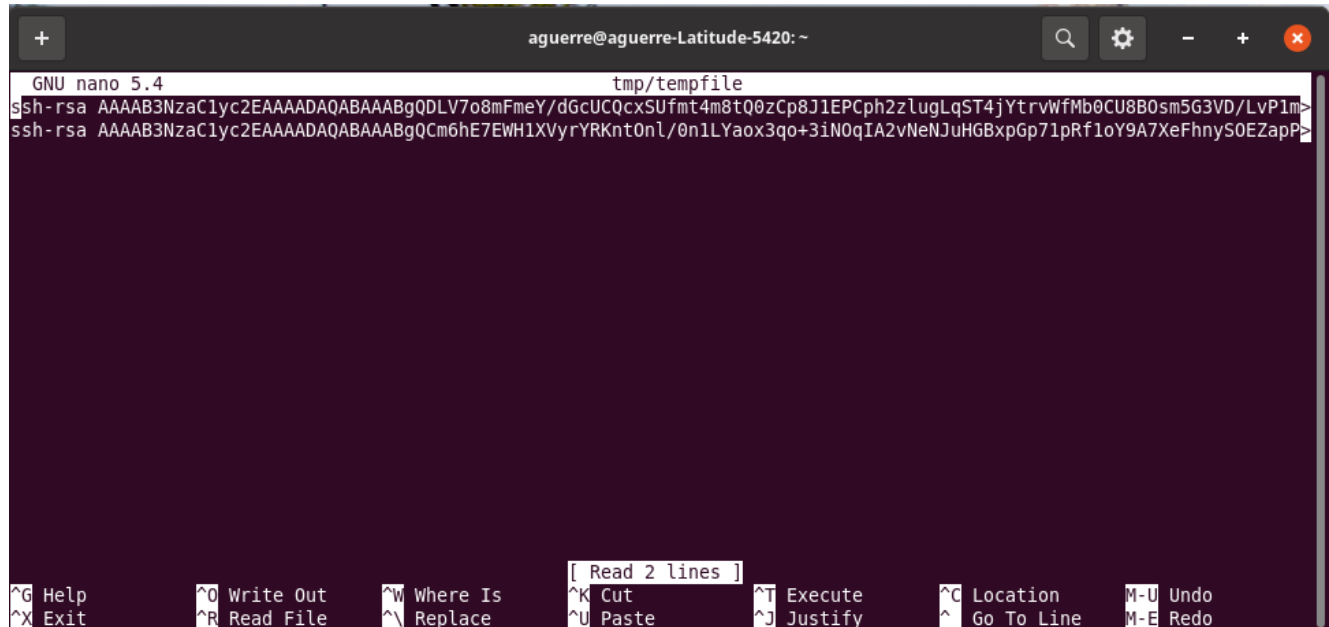 + aguerre@aguerre-Latitude-5420: ~
GNU nano 5.4 tmp/tempfile
ssh-rsa AAAAB3NzaC1yc2EAAAADAQABAAABgQDLV7o8mFmeY/dGcUCQcxSUfmt4m8tQ0zCp8J1EPCph2zlugLqST4jYtrvWfMb0CU8BOsm5G3VD/LvP1m>
ssh-rsa AAAAB3NzaC1yc2EAAAADAQABAAABgQCm6hE7EWH1XVyrYRKntOnl/0n1LYaox3qo+3iNOqIA2vNeNJuHGBxpGp71pRf1oY9A7XeFhnySOEZapP>
[ Read 2 lines ]
^G Help ^O Write Out ^W Where Is ^K Cut ^T Execute ^C Location M-U Undo
^X Exit ^R Read File ^\ Replace ^U Paste ^J Justify ^_ Go To Line M-E Redo